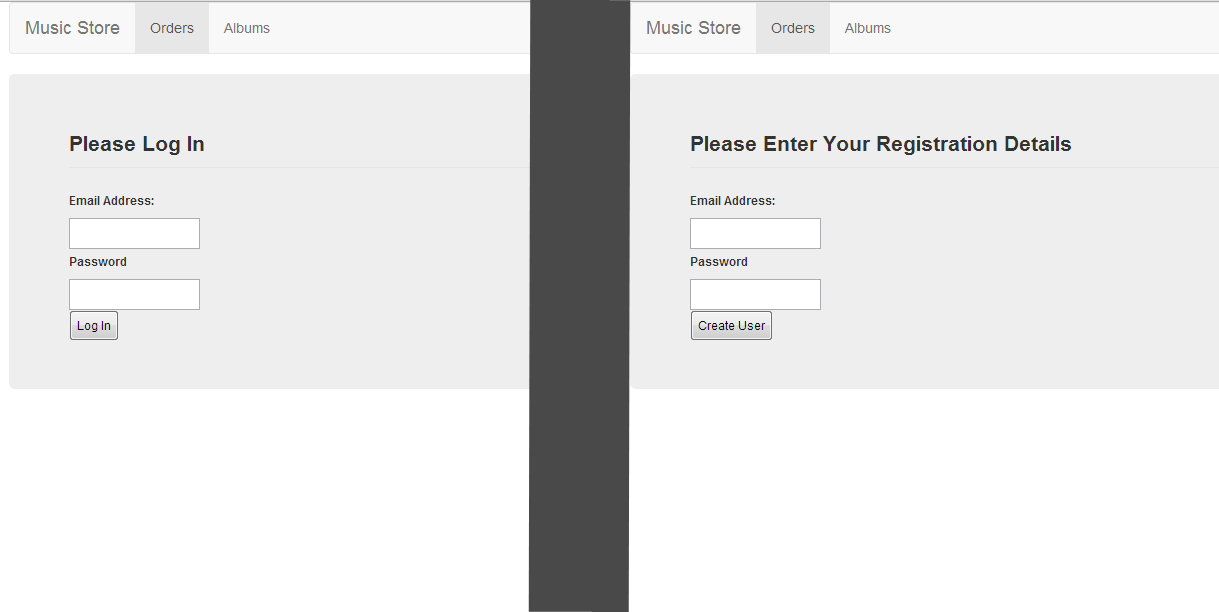 Music Store Orders Albums
Please Log In
Email Address:
Password
Log In
Music Store Orders Albums
Please Enter Your Registration Details
Email Address:
Password
Create User